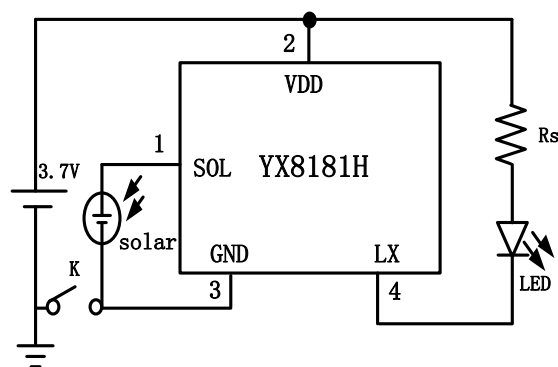 2
VDD
1
3.7V
SOL
YX8181H
Rs
solar
GND
LX
K
3
4
LED